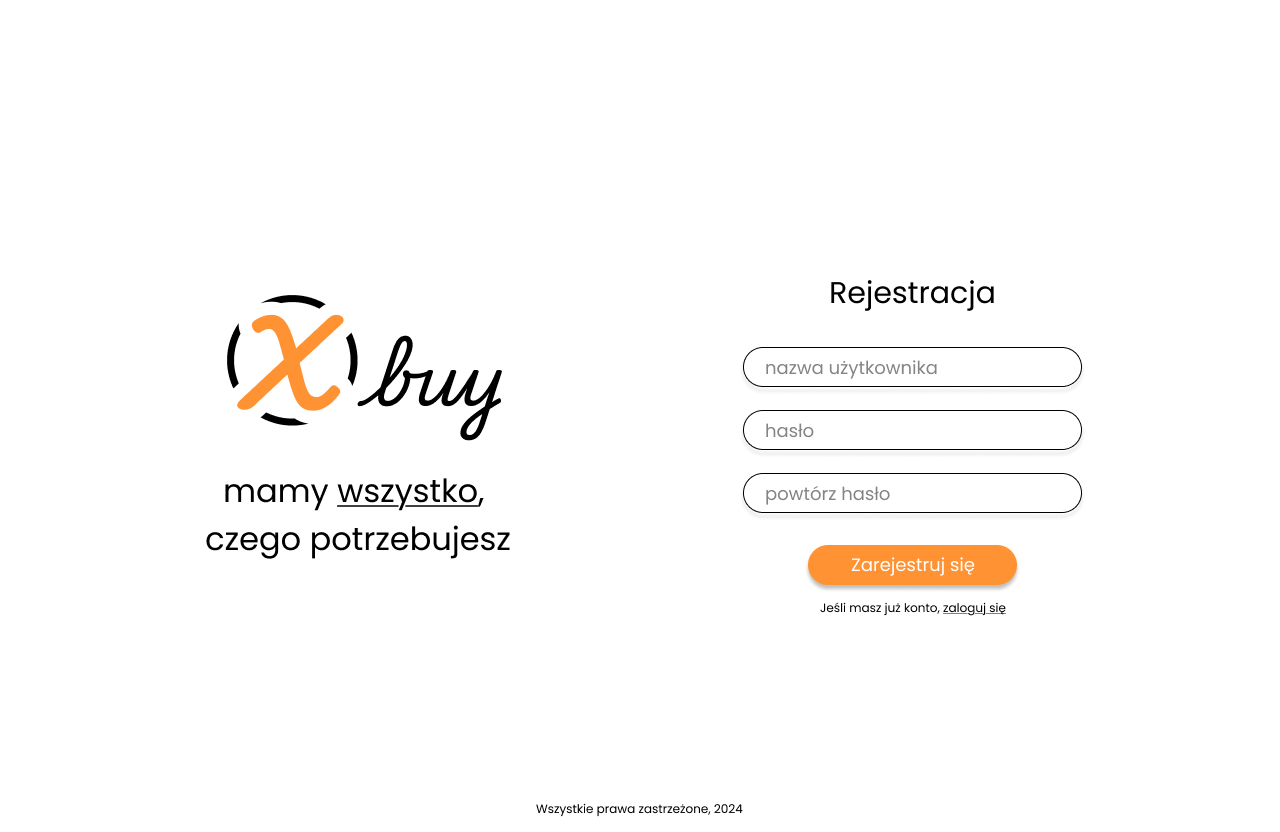 X buy
mamy wszystko,
czego potrzebujesz
Rejestracja
nazwa użytkownika
hasło
powtórz hasło
Zarejestruj się
Jeśli masz już konto, zaloguj się
Wszystkie prawa zastrzeżone, 2024